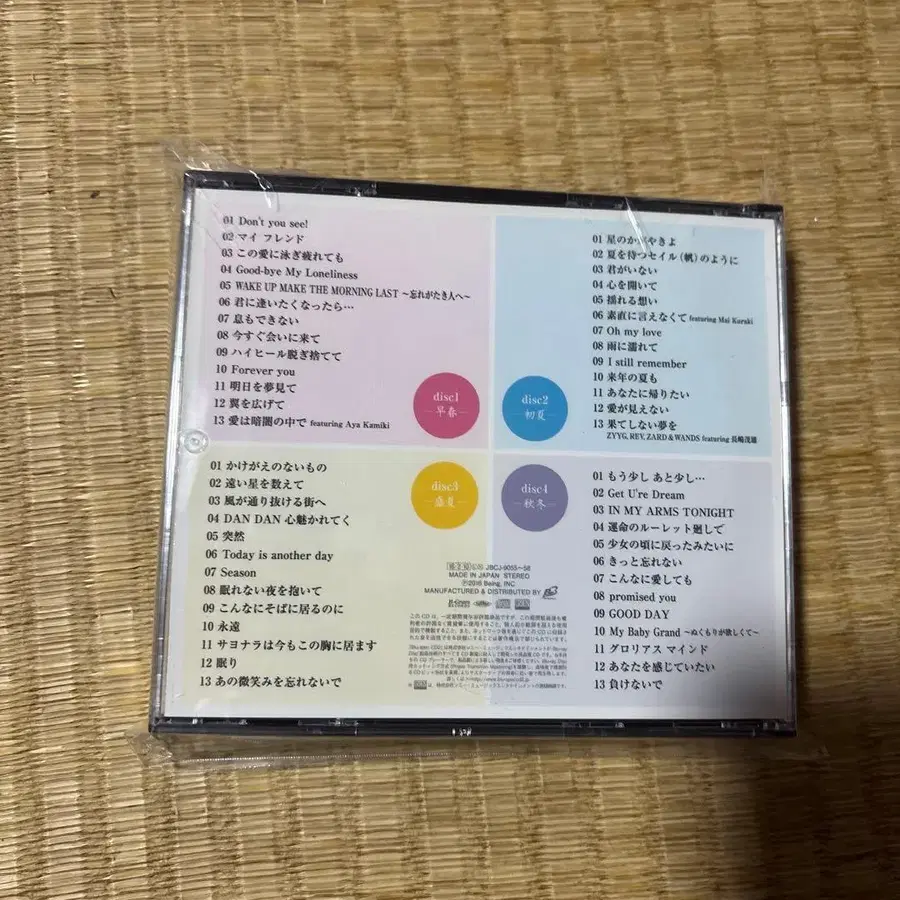 01 Don't you see!
02 マイ フレンド
03 この愛に泳ぎ疲れても
04 Good-bye My Loneliness
05 WAKE UP MAKE THE MORNING LAST ～忘れがたき人へ～
06 君に逢いたくなったら…
07 息もできない
08 今すぐ会いに来て
09 ハイヒール脱ぎ捨てて
10 Forever you
11 明日を夢見て
12 翼を広げて
13 愛は暗闇の中で featuring Aya Kamiki
disc1
早春
01 星のかがやきよ
02 夏を待つセイル(帆)のように
03 君がいない
04 心を開いて
05 揺れる想い
06 素直に言えなくて featuring Mai Kuraki
07 Oh my love
08 雨に濡れて
09 I still remember
10 来年の夏も
11 あなたに帰りたい
12 愛が見えない
13 果てしない夢を
ZYYG, REV, ZARD & WANDS featuring 長嶋茂雄
disc2
初夏
01 かけがえのないもの
02 遠い星を数えて
03 風が通り抜ける街へ
04 DAN DAN 心魅かれてく
05 突然
06 Today is another day
07 Season
08 眠れない夜を抱いて
09 こんなにそばに居るのに
10 永遠
11 サヨナラは今もこの胸に居ます
12 眠り
13 あの微笑みを忘れないで
disc3
盛夏
01 もう少し あと少し…
02 Get U're Dream
03 IN MY ARMS TONIGHT
04 運命のルーレット廻して
05 少女の頃に戻ったみたいに
06 きっと忘れない
07 こんなに愛しても
08 promised you
09 GOOD DAY
10 My Baby Grand ～ぬくもりが欲しくて～
11 グロリアス マインド
12 あなたを感じていたい
13 負けないで
disc4
秋冬
JBCJ-9055～58
MADE IN JAPAN STEREO
Ⓟ2016 Being, INC
MANUFACTURED & DISTRIBUTED BY